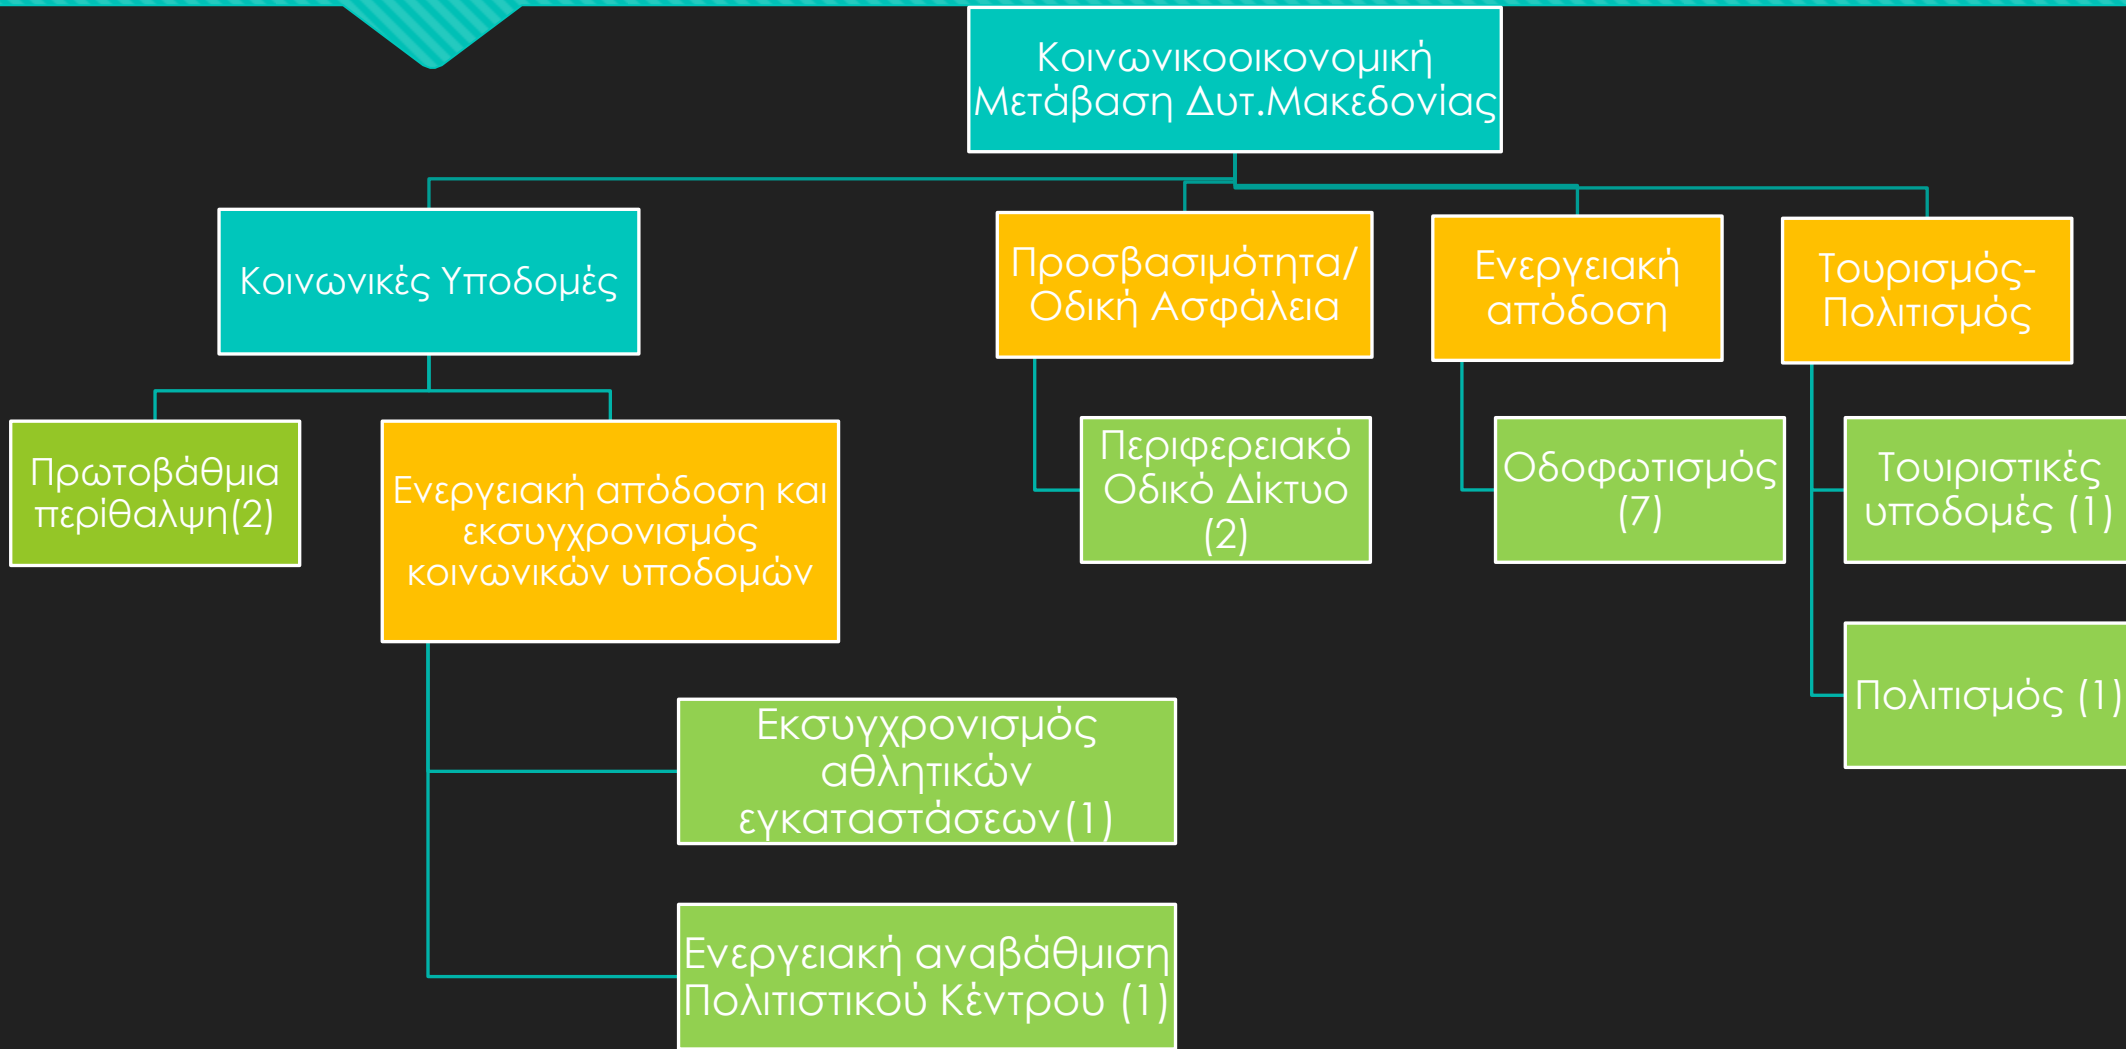 Κοινωνικοοικονομική
Μετάβαση Δυτ.Μακεδονίας
Κοινωνικές Υποδομές
Προσβασιμότητα/
Οδική Ασφάλεια
Ενεργειακή
απόδοση
Τουρισμός-
Πολιτισμός
Πρωτοβάθμια
περίθαλψη(2)
Ενεργειακή απόδοση και
εκσυγχρονισμός
κοινωνικών υποδομών
Περιφερειακό
Οδικό Δίκτυο
(2)
Οδοφωτισμός
(7)
Τουιριστικές
υποδομές (1)
Πολιτισμός (1)
Εκσυγχρονισμός
αθλητικών
εγκαταστάσεων(1)
Ενεργειακή αναβάθμιση
Πολιτιστικού Κέντρου (1)